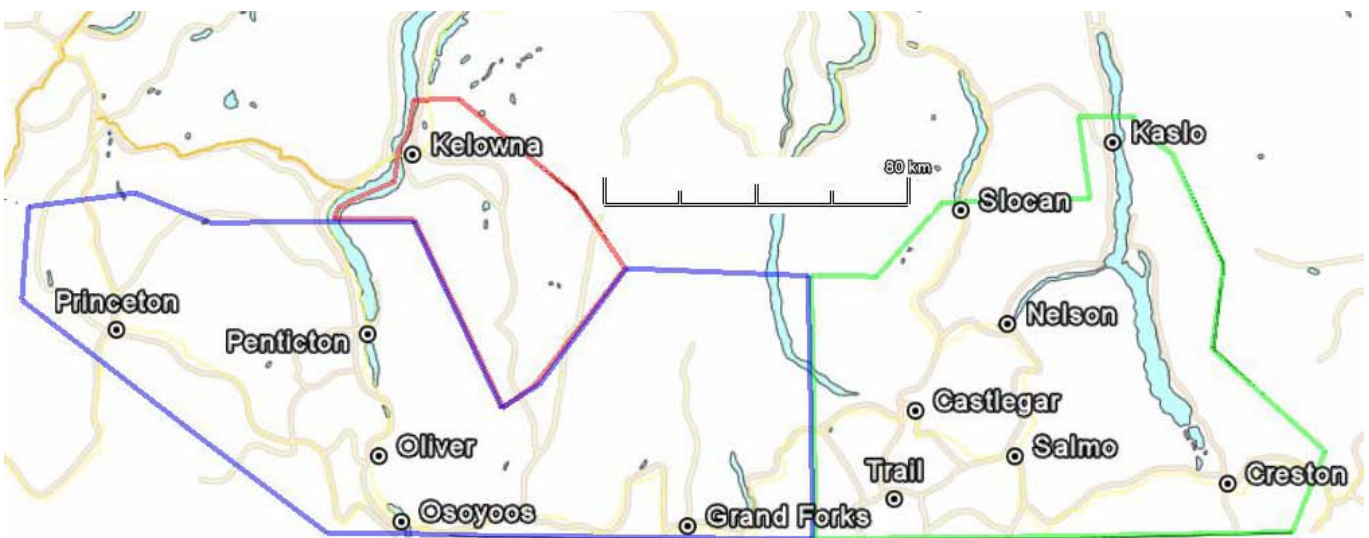 Kaslo
Kelowna
80 km
Slocan
Princeton
Nelson
Penticton
Castlegar
Oliver
Salmo
Trail
Creston
Osoyoos
Grand Forks